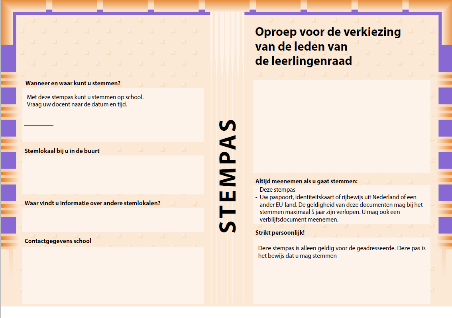 Wanneer en waar kunt u stemmen?
Met deze stempas kunt u stemmen op school.
Vraag uw docent naar de datum en tijd.
Stemlokaal bij u in de buurt
Waar vindt u informatie over andere stemlokalen?
Contactgegevens school
STEMPAS
Oproep voor de verkiezing
van de leden van
de leerlingenraad
Altijd meenemen als u gaat stemmen:
Deze stempas
- Uw paspoort, identiteitskaart of rijbewijs uit Nederland of een
ander EU land. De geldigheid van deze documenten mag bij het
stemmen maximaal 5 jaar zijn verlopen. U mag ook een
verblijfsdocument meenemen.
Strikt persoonlijk!
Deze stempas is alleen geldig voor de geadresseerde. Deze pas is
het bewijs dat u mag stemmen